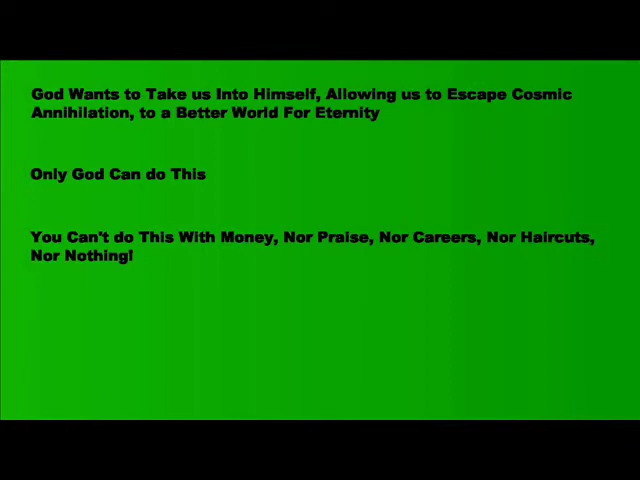 God Wants to Take us Into Himself, Allowing us to Escape Cosmic
Annihilation, to a Better World For Eternity
Only God Can do This
You Can't do This With Money, Nor Praise, Nor Careers, Nor Haircuts,
Nor Nothing!